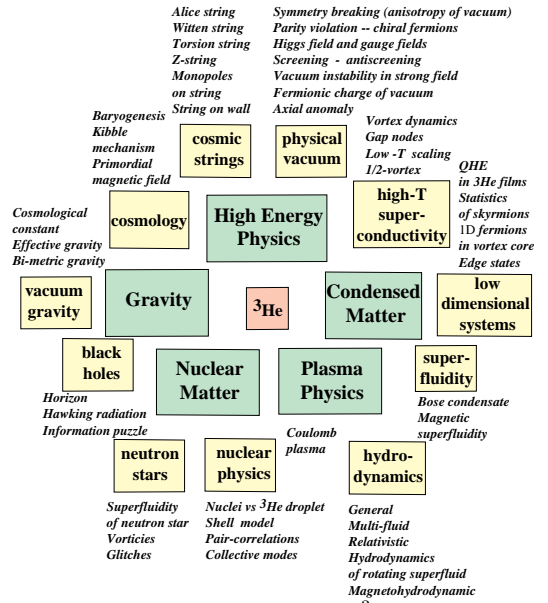 Alice string
Witten string
Torsion string
Z-string
Monopoles
on string
String on wall
Symmetry breaking (anisotropy of vacuum)
Parity violation -- chiral fermions
Higgs field and gauge fields
Screening - antiscreening
Vacuum instability in strong field
Fermionic charge of vacuum
Axial anomaly
Baryogenesis
Kibble
mechanism
Primordial
magnetic field
cosmic
strings
physical
vacuum
Vortex dynamics
Gap nodes
Low -T scaling
1/2-vortex
QHE
in 3He films
Statistics
of skyrmions
1D fermions
in vortex core
Edge states
Cosmological
constant
Effective gravity
Bi-metric gravity
cosmology
High Energy
Physics
high-T
super-
conductivity
vacuum
gravity
Gravity
³He
Condensed
Matter
low
dimensional
systems
black
holes
Nuclear
Matter
Plasma
Physics
super-
fluidity
Horizon
Hawking radiation
Information puzzle
Bose condensate
Magnetic
superfluidity
neutron
stars
nuclear
physics
Coulomb
plasma
hydro-
dynamics
Superfluidity
of neutron star
Vorticies
Glitches
Nuclei vs ³He droplet
Shell model
Pair-correlations
Collective modes
General
Multi-fluid
Relativistic
Hydrodynamics
of rotating superfluid
Magnetohydrodynamic